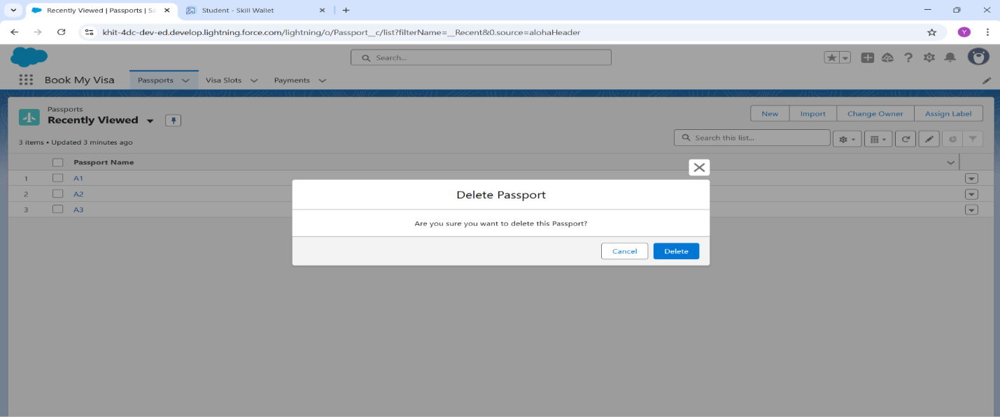 Recently Viewed | Passports | Sa
Student - Skill Wallet
khit-4dc-dev-ed.develop.lightning.force.com/lightning/o/Passport__c/list?filterName=__Recent&0.source=alohaHeader
Y
Search...
Book My Visa
Passports
Visa Slots
Payments
Passports
Recently Viewed
New
Import
Change Owner
Assign Label
3 items • Updated 3 minutes ago
Search this list...
Passport Name
1 A1
2 A2
3 A3
Delete Passport
Are you sure you want to delete this Passport?
Cancel
Delete